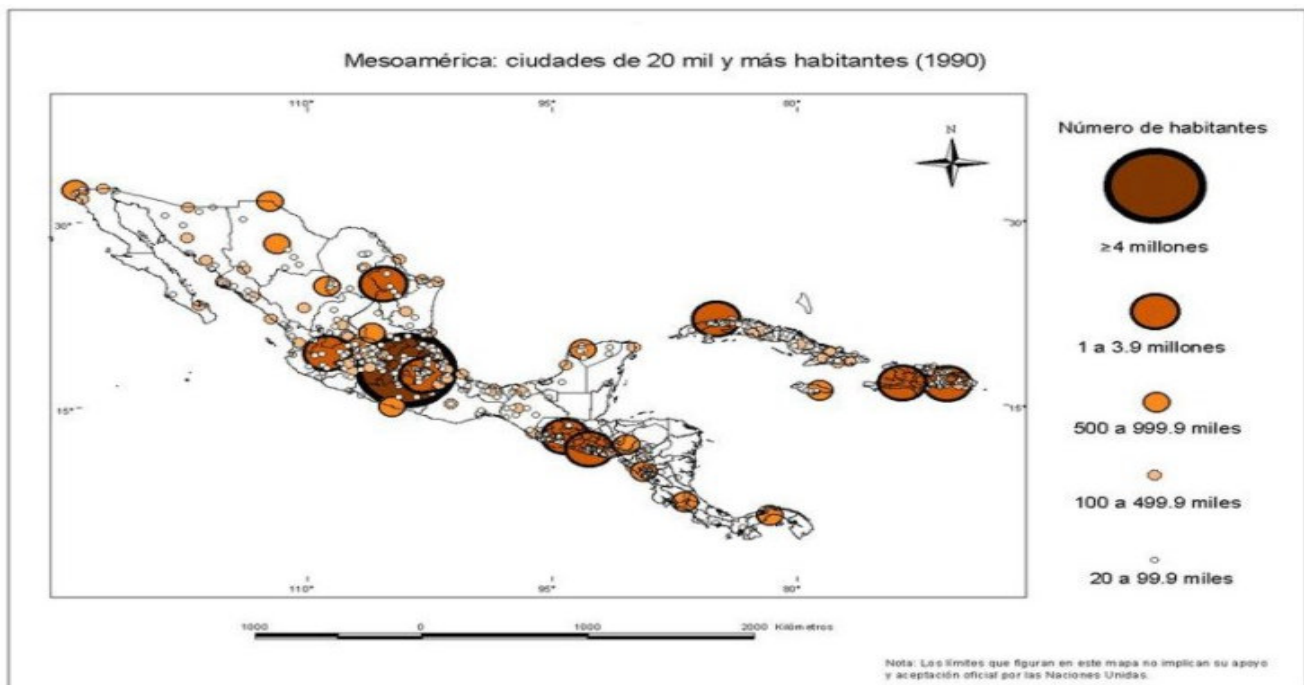 Mesoamérica: ciudades de 20 mil y más habitantes (1990)
110° 95° 80°
N
30° 30°
15° 15°
110° 95° 80°
1000 0 1000 2000 Kilómetros
Número de habitantes
≥4 millones
1 a 3.9 millones
500 a 999.9 miles
100 a 499.9 miles
20 a 99.9 miles
Nota: Los límites que figuran en este mapa no implican su apoyo
y aceptación oficial por las Naciones Unidas.